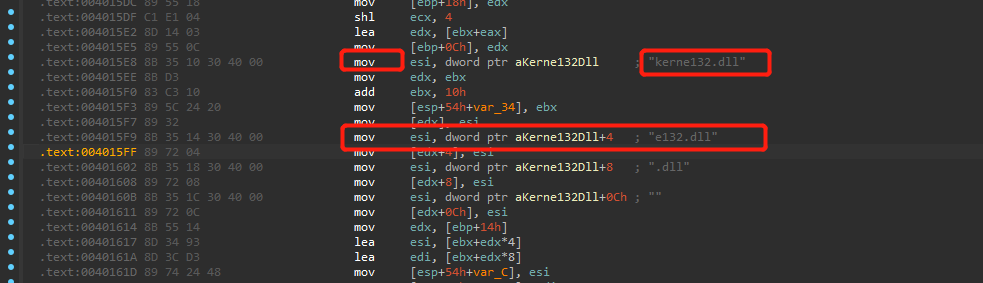 .text:004015DC 89 55 18 mov [ebp+18h], edx
.text:004015DF C1 E1 04 shl ecx, 4
.text:004015E2 8D 14 03 lea edx, [ebx+eax]
.text:004015E5 89 55 0C mov [ebp+0Ch], edx
.text:004015E8 8B 35 10 30 40 00 mov esi, dword ptr aKerne132Dll ; "kerne132.dll"
.text:004015EE 8B D3 mov edx, ebx
.text:004015F0 83 C3 10 add ebx, 10h
.text:004015F3 89 5C 24 20 mov [esp+54h+var_34], ebx
.text:004015F7 89 32 mov [edx], esi
.text:004015F9 8B 35 14 30 40 00 mov esi, dword ptr aKerne132Dll+4 ; "e132.dll"
.text:004015FF 89 72 04 mov [edx+4], esi
.text:00401602 8B 35 18 30 40 00 mov esi, dword ptr aKerne132Dll+8 ; ".dll"
.text:00401608 89 72 08 mov [edx+8], esi
.text:0040160B 8B 35 1C 30 40 00 mov esi, dword ptr aKerne132Dll+0Ch ; ""
.text:00401611 89 72 0C mov [edx+0Ch], esi
.text:00401614 8B 55 14 mov edx, [ebp+14h]
.text:00401617 8D 34 93 lea esi, [ebx+edx*4]
.text:0040161A 8D 3C D3 lea edi, [ebx+edx*8]
.text:0040161D 89 74 24 48 mov [esp+54h+var_C], esi